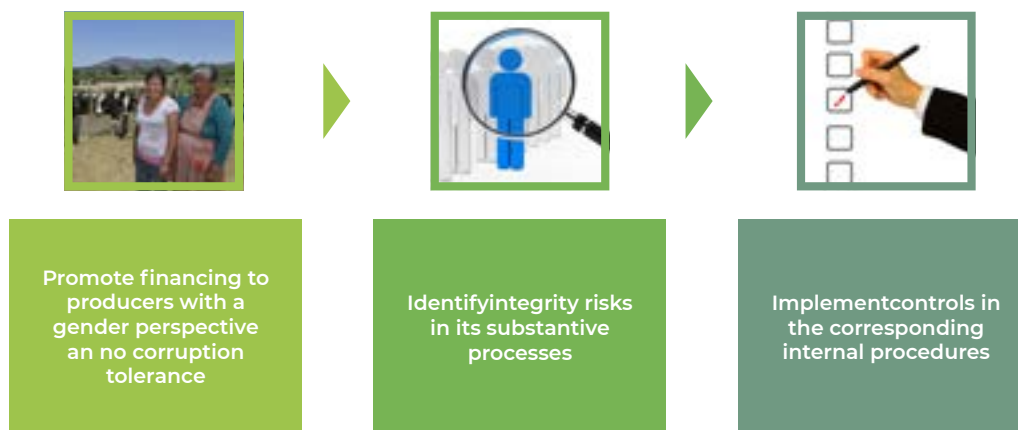 Promote financing to
producers with a
gender perspective
an no corruption
tolerance
Identifyintegrity risks
in its substantive
processes
Implementcontrols in
the corresponding
internal procedures